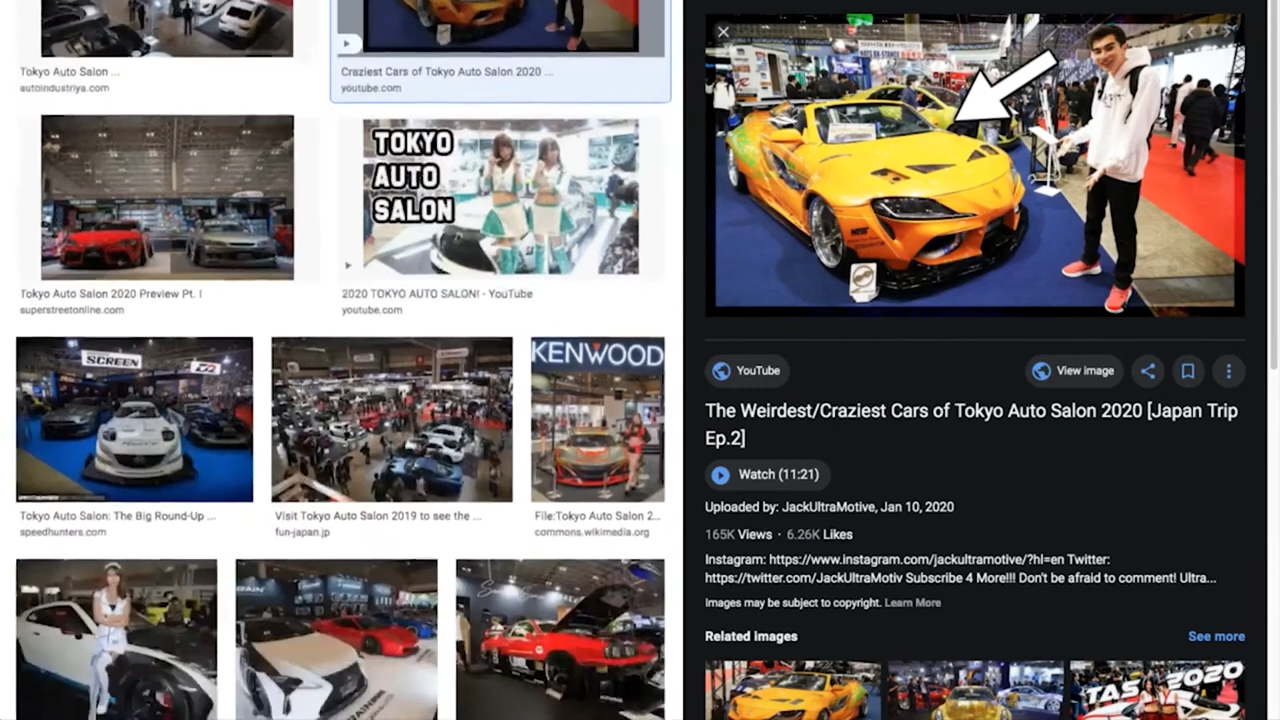 Tokyo Auto Salon ...
autoindustriya.com
Craziest Cars of Tokyo Auto Salon 2020 ...
youtube.com
TOKYO
AUTO
SALON
Tokyo Auto Salon 2020 Preview Pt. I
superstreetonline.com
2020 TOKYO AUTO SALON! - YouTube
youtube.com
SCREEN
KENWOOD
Tokyo Auto Salon: The Big Round-Up ...
speedhunters.com
Visit Tokyo Auto Salon 2019 to see the ...
fun-japan.jp
File:Tokyo Auto Salon 2...
commons.wikimedia.org
YouTube
View image
The Weirdest/Craziest Cars of Tokyo Auto Salon 2020 [Japan Trip
Ep.2]
Watch (11:21)
Uploaded by: JackUltraMotive, Jan 10, 2020
165K Views · 6.26K Likes
Instagram: https://www.instagram.com/jackultramotive/?hl=en Twitter:
https://twitter.com/JackUltraMotiv Subscribe 4 More!!! Don't be afraid to comment! Ultra...
Images may be subject to copyright. Learn More
Related images
See more
TAS 2020